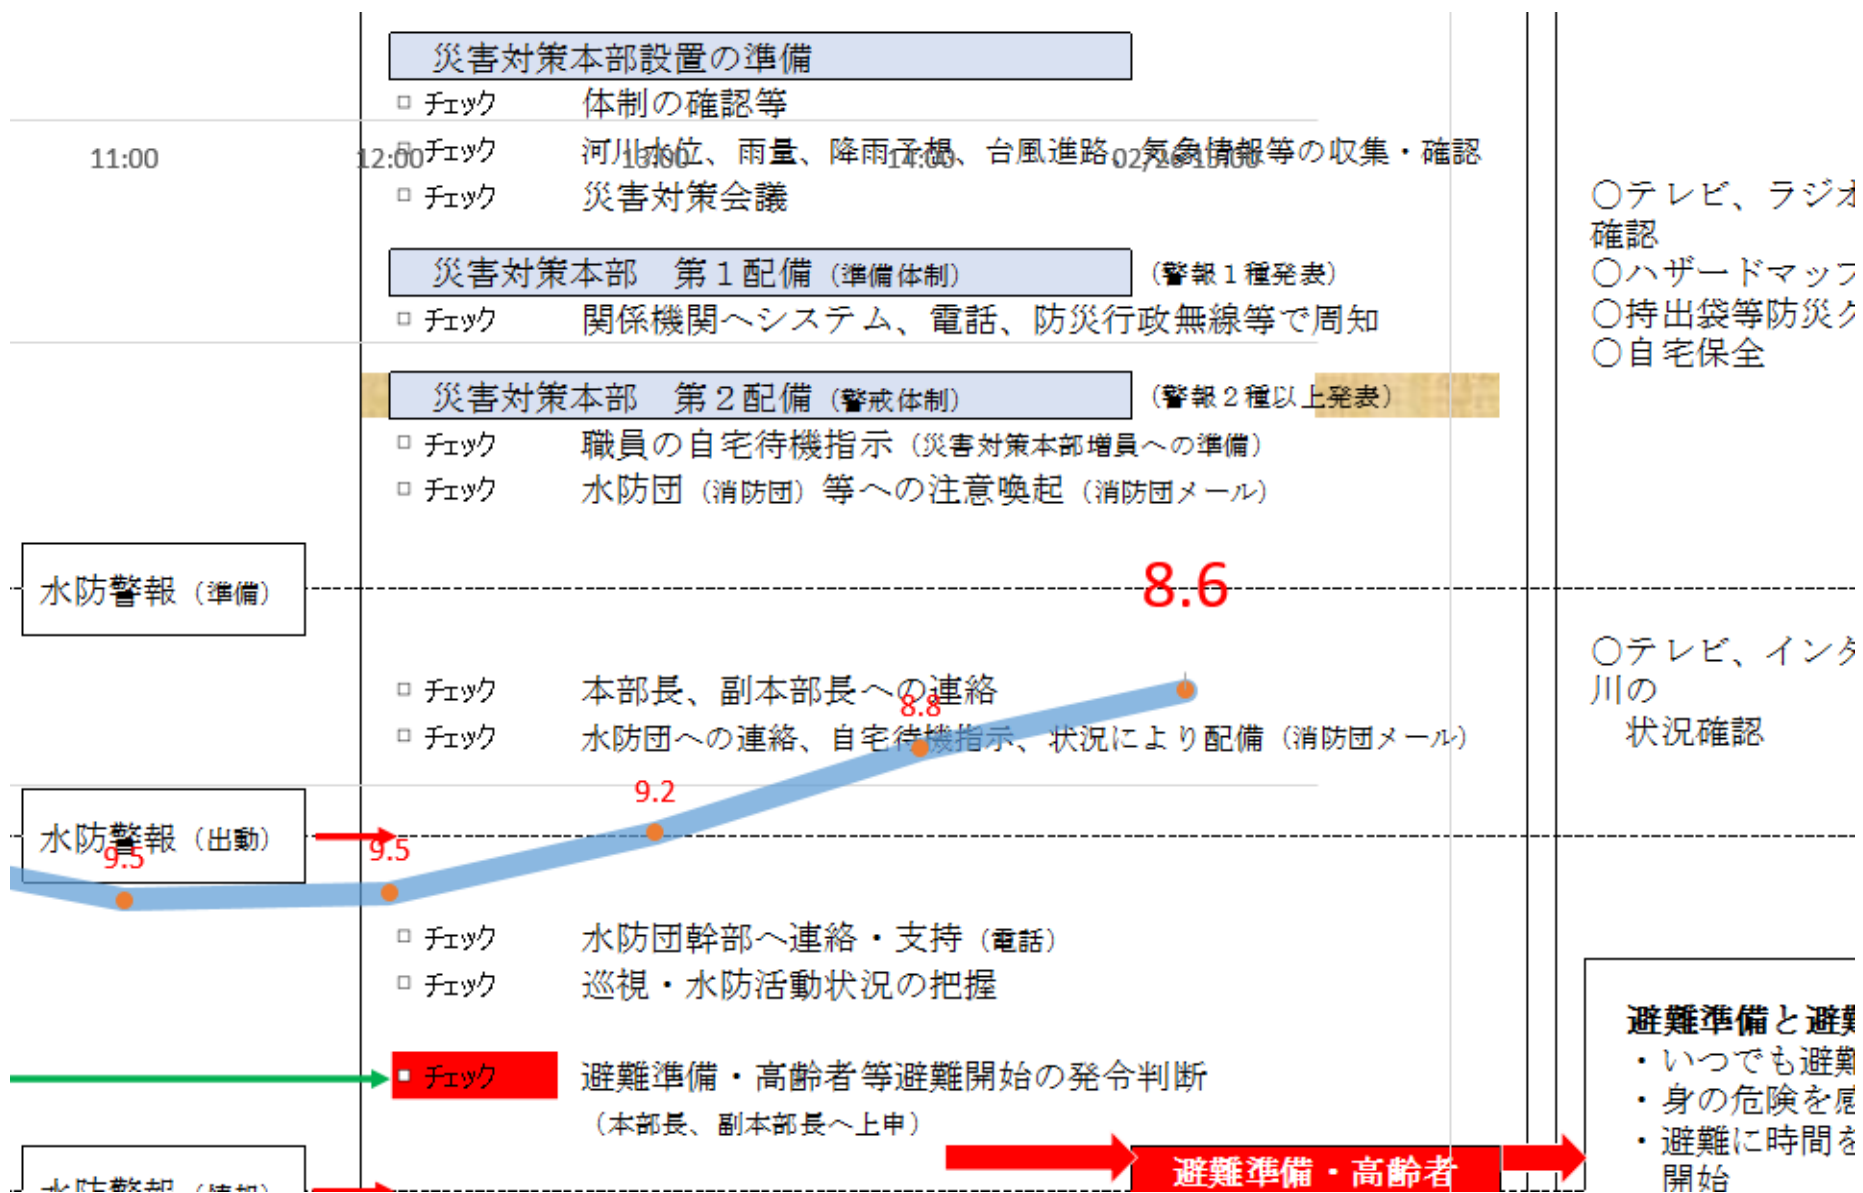 災害対策本部設置の準備
チェック 体制の確認等
チェック 河川水位、雨量、降雨予想、台風進路、気象情報等の収集・確認
11:00 12:00 13:00 14:00 02/26 15:00
チェック 災害対策会議
災害対策本部 第1配備(準備体制) (警報1種発表)
チェック 関係機関へシステム、電話、防災行政無線等で周知
災害対策本部 第2配備(警戒体制) (警報2種以上発表)
チェック 職員の自宅待機指示(災害対策本部増員への準備)
チェック 水防団(消防団)等への注意喚起(消防団メール)
水防警報(準備)
8.6
チェック 本部長、副本部長への連絡
8.8
チェック 水防団への連絡、自宅待機指示、状況により配備(消防団メール)
9.2
水防警報(出動)
9.5 9.5
チェック 水防団幹部へ連絡・支持(電話)
チェック 巡視・水防活動状況の把握
チェック 避難準備・高齢者等避難開始の発令判断
(本部長、副本部長へ上申)
避難準備・高齢者
水防警報(情報)
○テレビ、ラジオ
確認
○ハザードマップ
○持出袋等防災グ
○自宅保全
○テレビ、インタ
川の
状況確認
避難準備と避難
・いつでも避難
・身の危険を感
・避難に時間を
開始